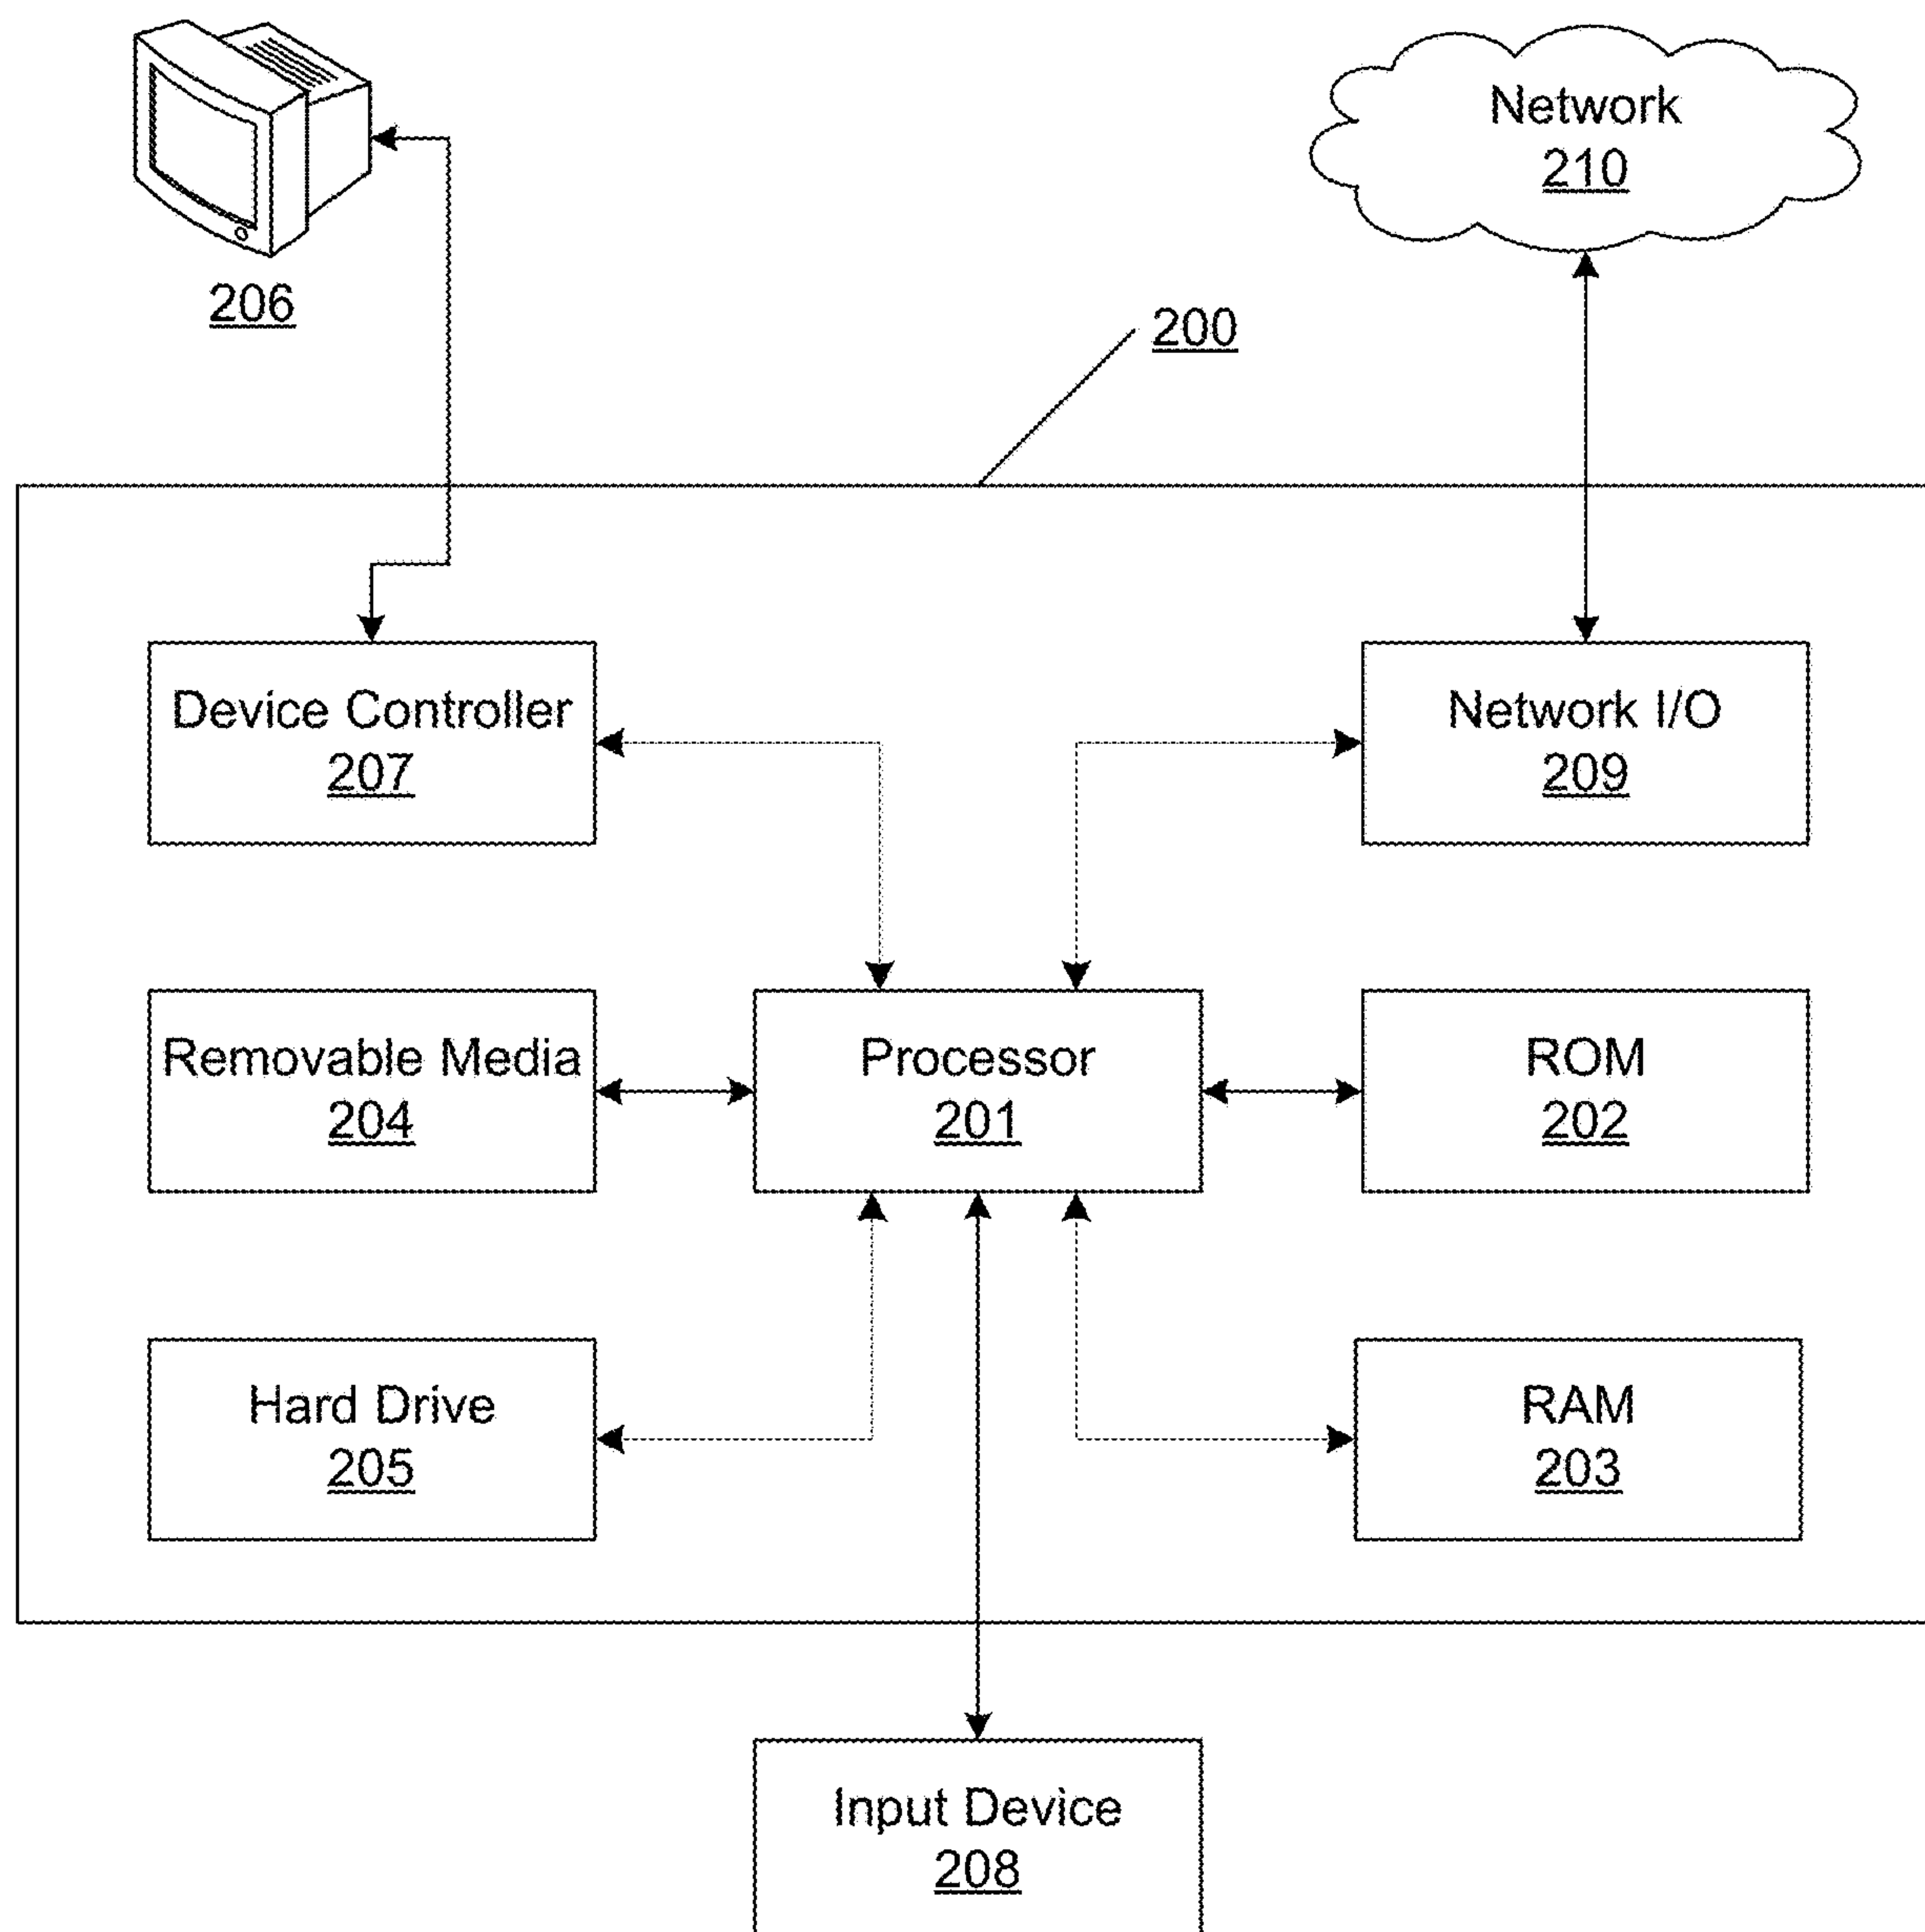 Network
210
206
200
Device Controller
207
Network I/O
209
Removable Media
204
Processor
201
ROM
202
Hard Drive
205
RAM
203
Input Device
208